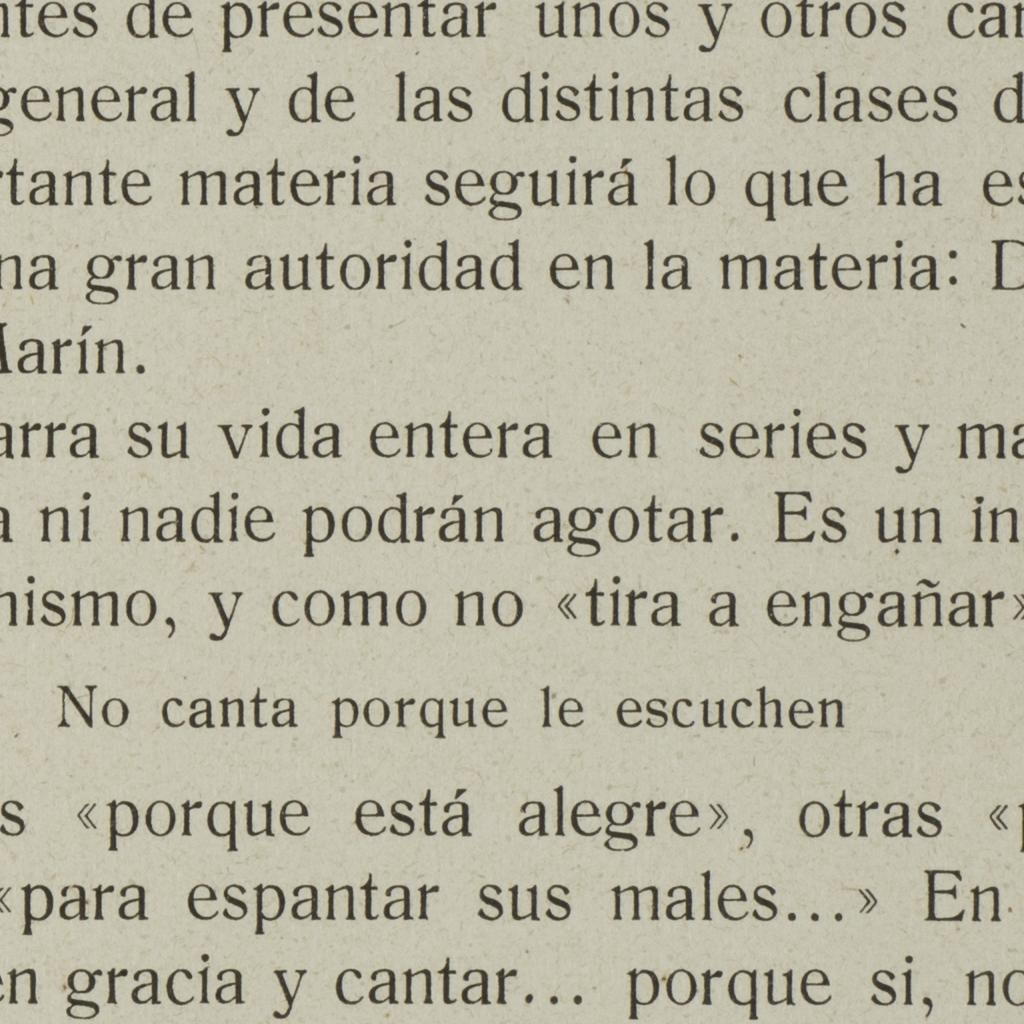 ntes de presentar unos y otros can
general y de las distintas clases d
rtante materia seguirá lo que ha es
na gran autoridad en la materia: D
Marín.
arra su vida entera en series y ma
a ni nadie podrán agotar. Es un in
nismo, y como no «tira a engañar»
No canta porque le escuchen
s «porque está alegre», otras «p
«para espantar sus males...» En
en gracia y cantar... porque si, no